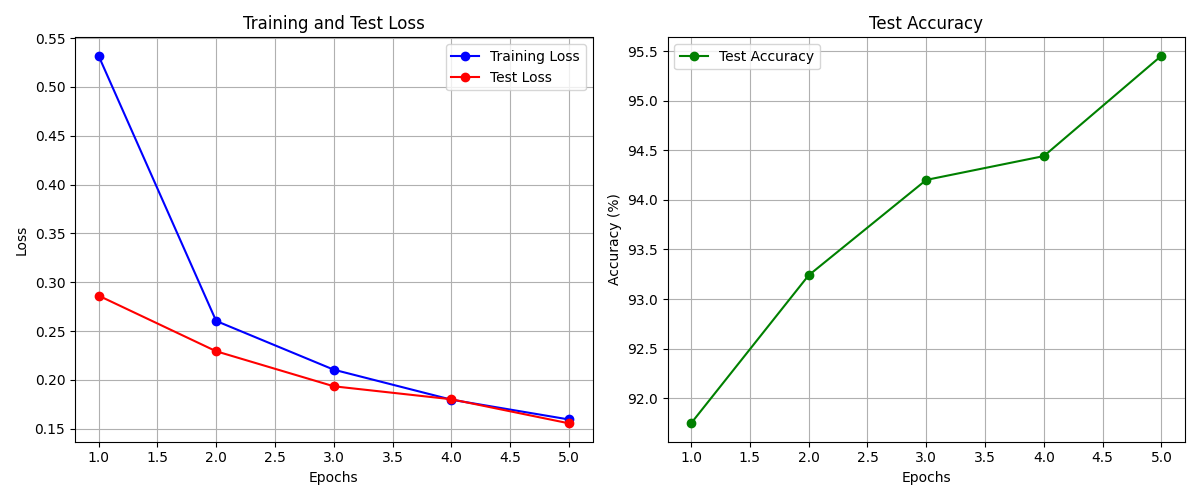 Training and Test Loss
0.55
0.50
0.45
0.40
0.35
0.30
0.25
0.20
0.15
Loss
Training Loss
Test Loss
1.0 1.5 2.0 2.5 3.0 3.5 4.0 4.5 5.0
Epochs
Test Accuracy
95.5
95.0
94.5
94.0
93.5
93.0
92.5
92.0
Accuracy (%)
Test Accuracy
1.0 1.5 2.0 2.5 3.0 3.5 4.0 4.5 5.0
Epochs